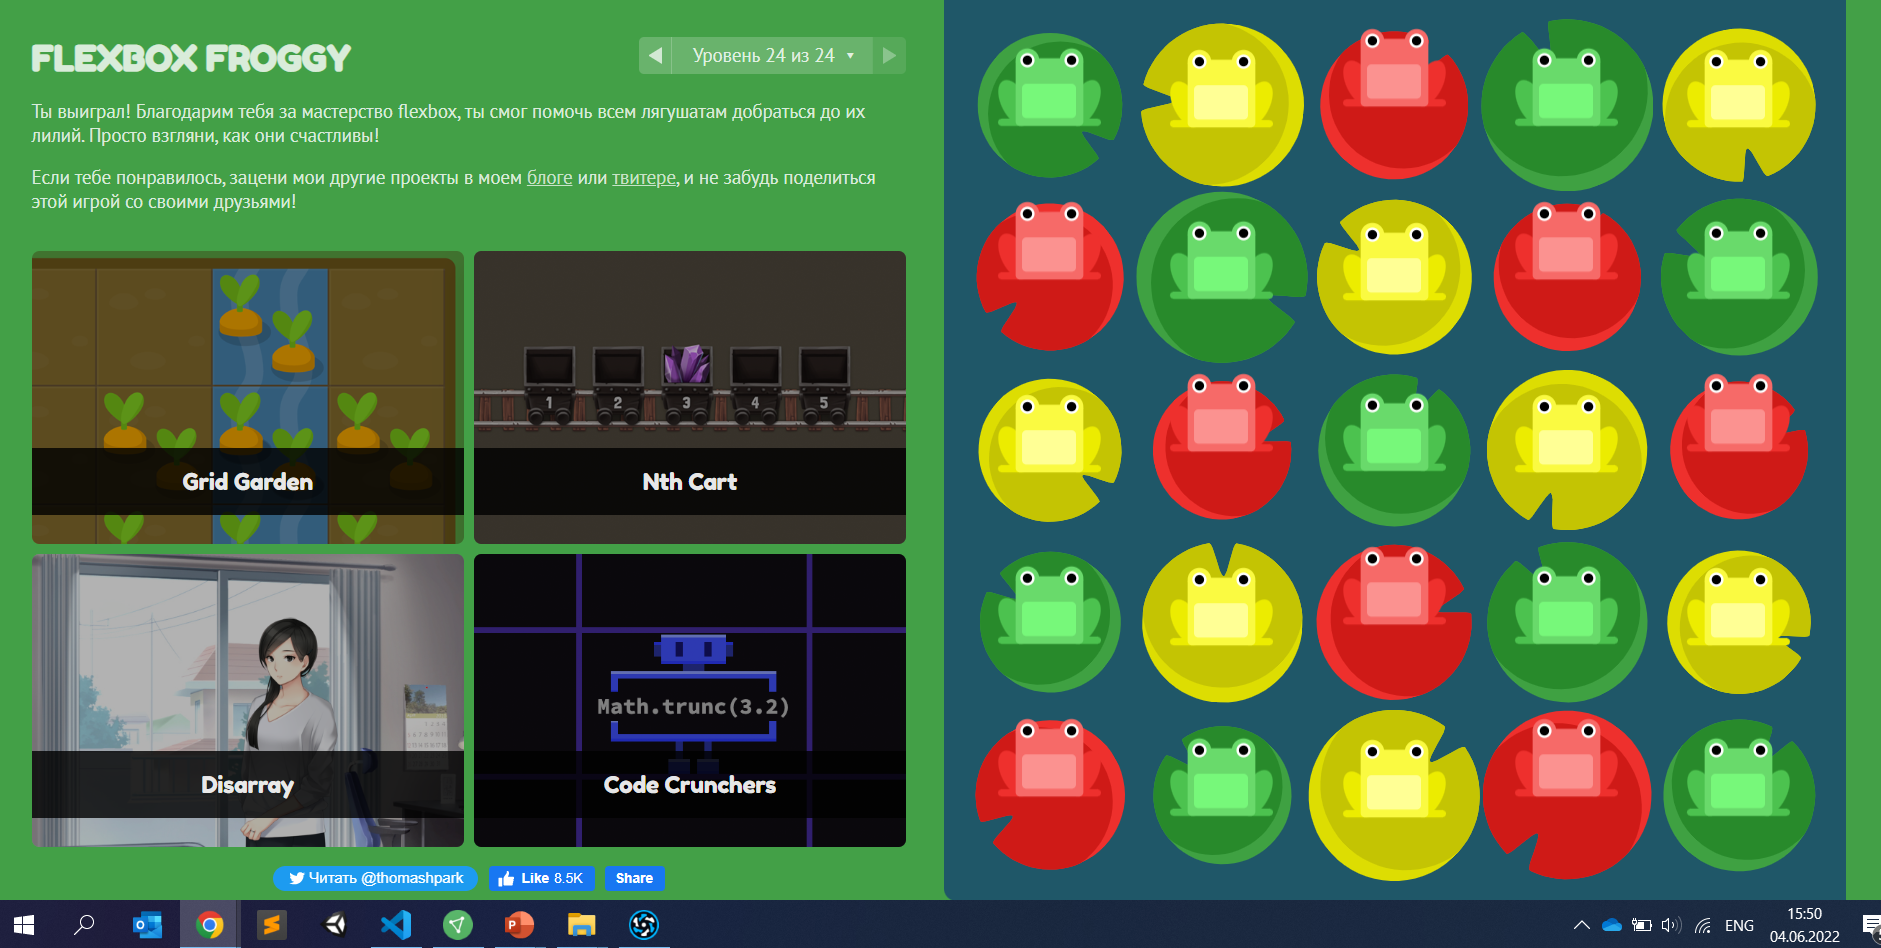 FLEXBOX FROGGY
Уровень 24 из 24
Ты выиграл! Благодарим тебя за мастерство flexbox, ты смог помочь всем лягушатам добраться до их
лилий. Просто взгляни, как они счастливы!
Если тебе понравилось, зацени мои другие проекты в моем блоге или твитере, и не забудь поделиться
этой игрой со своими друзьями!
1 2 3 4 5
Grid Garden
Nth Cart
Math.trunc(3.2)
Disarray
Code Crunchers
Читать @thomashpark
Like 8.5K
Share
ENG
15:50
04.06.2022